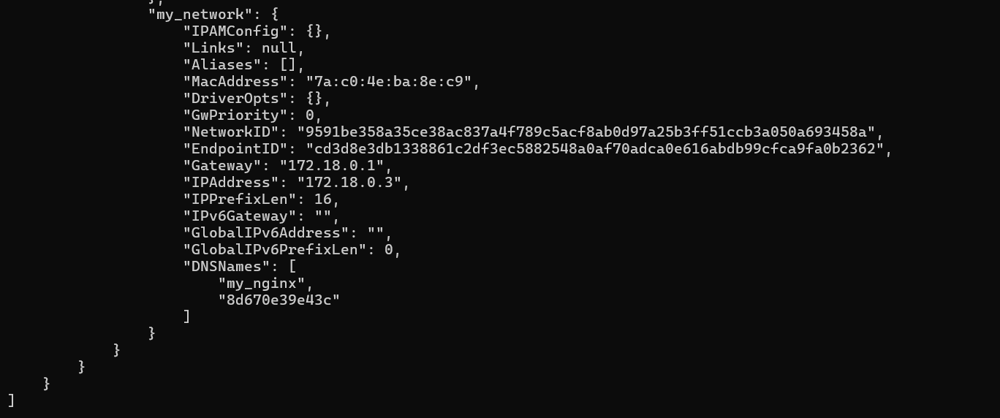 },
"my_network": {
"IPAMConfig": {},
"Links": null,
"Aliases": [],
"MacAddress": "7a:c0:4e:ba:8e:c9",
"DriverOpts": {},
"GwPriority": 0,
"NetworkID": "9591be358a35ce38ac837a4f789c5acf8ab0d97a25b3ff51ccb3a050a693458a",
"EndpointID": "cd3d8e3db1338861c2df3ec5882548a0af70adca0e616abdb99cfca9fa0b2362",
"Gateway": "172.18.0.1",
"IPAddress": "172.18.0.3",
"IPPrefixLen": 16,
"IPv6Gateway": "",
"GlobalIPv6Address": "",
"GlobalIPv6PrefixLen": 0,
"DNSNames": [
"my_nginx",
"8d670e39e43c"
]
}
}
}
}
]